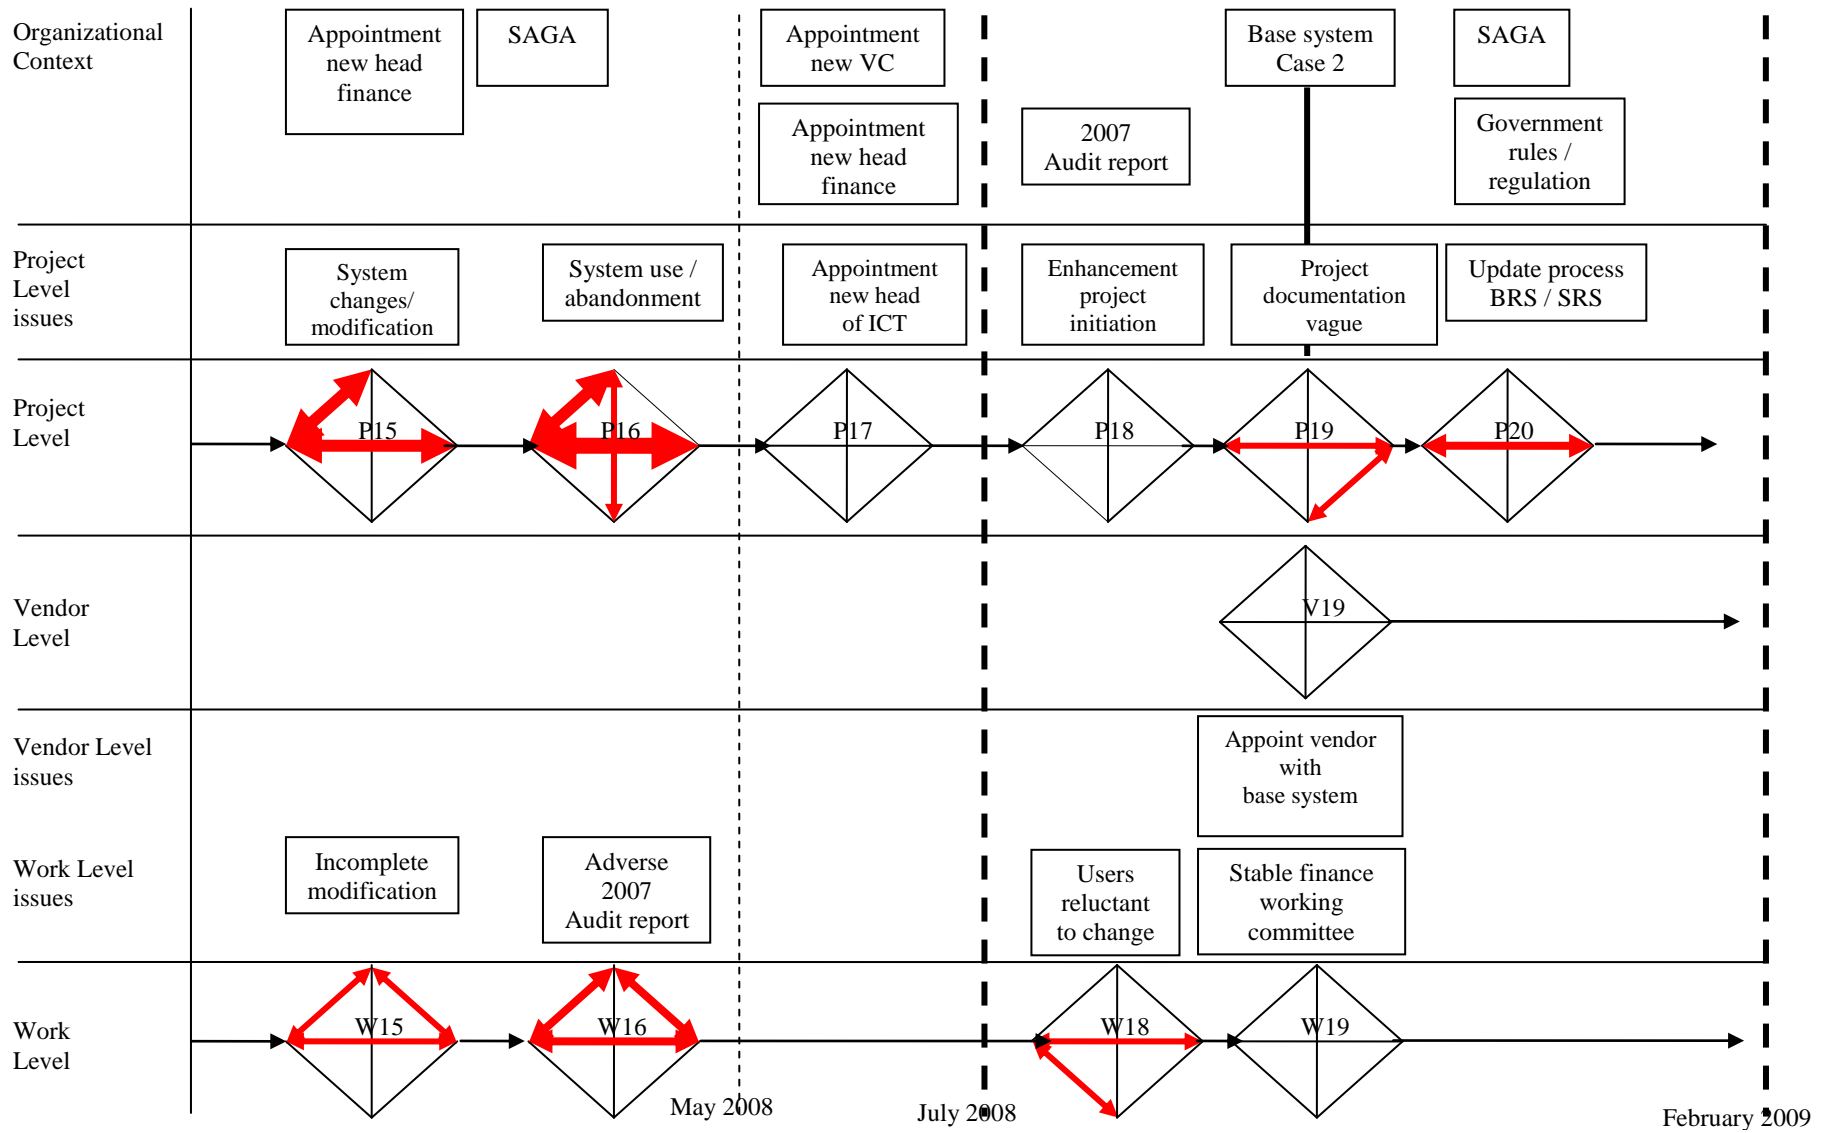 Organizational
Context
Appointment
new head
finance
SAGA
Appointment
new VC
Appointment
new head
finance
2007
Audit report
Base system
Case 2
SAGA
Government
rules /
regulation
Project
Level
issues
System
changes/
modification
System use /
abandonment
Appointment
new head
of ICT
Enhancement
project
initiation
Project
documentation
vague
Update process
BRS / SRS
Project
Level
P15
P16
P17
P18
P19
P20
Vendor
Level
V19
Vendor Level
issues
Appoint vendor
with
base system
Work Level
issues
Incomplete
modification
Adverse
2007
Audit report
Users
reluctant
to change
Stable finance
working
committee
Work
Level
W15
W16
W18
W19
May 2008
July 2008
February 2009